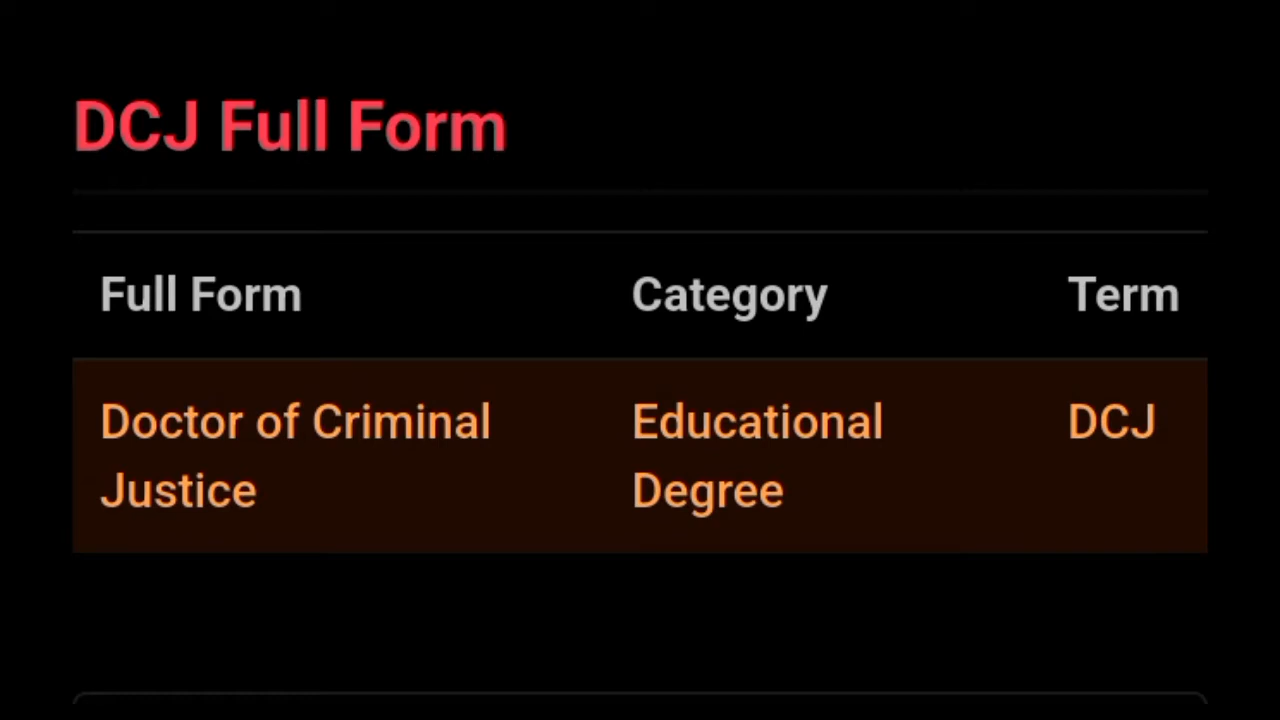 DCJ Full Form
Full Form Category Term
Doctor of Criminal Educational DCJ
Justice Degree